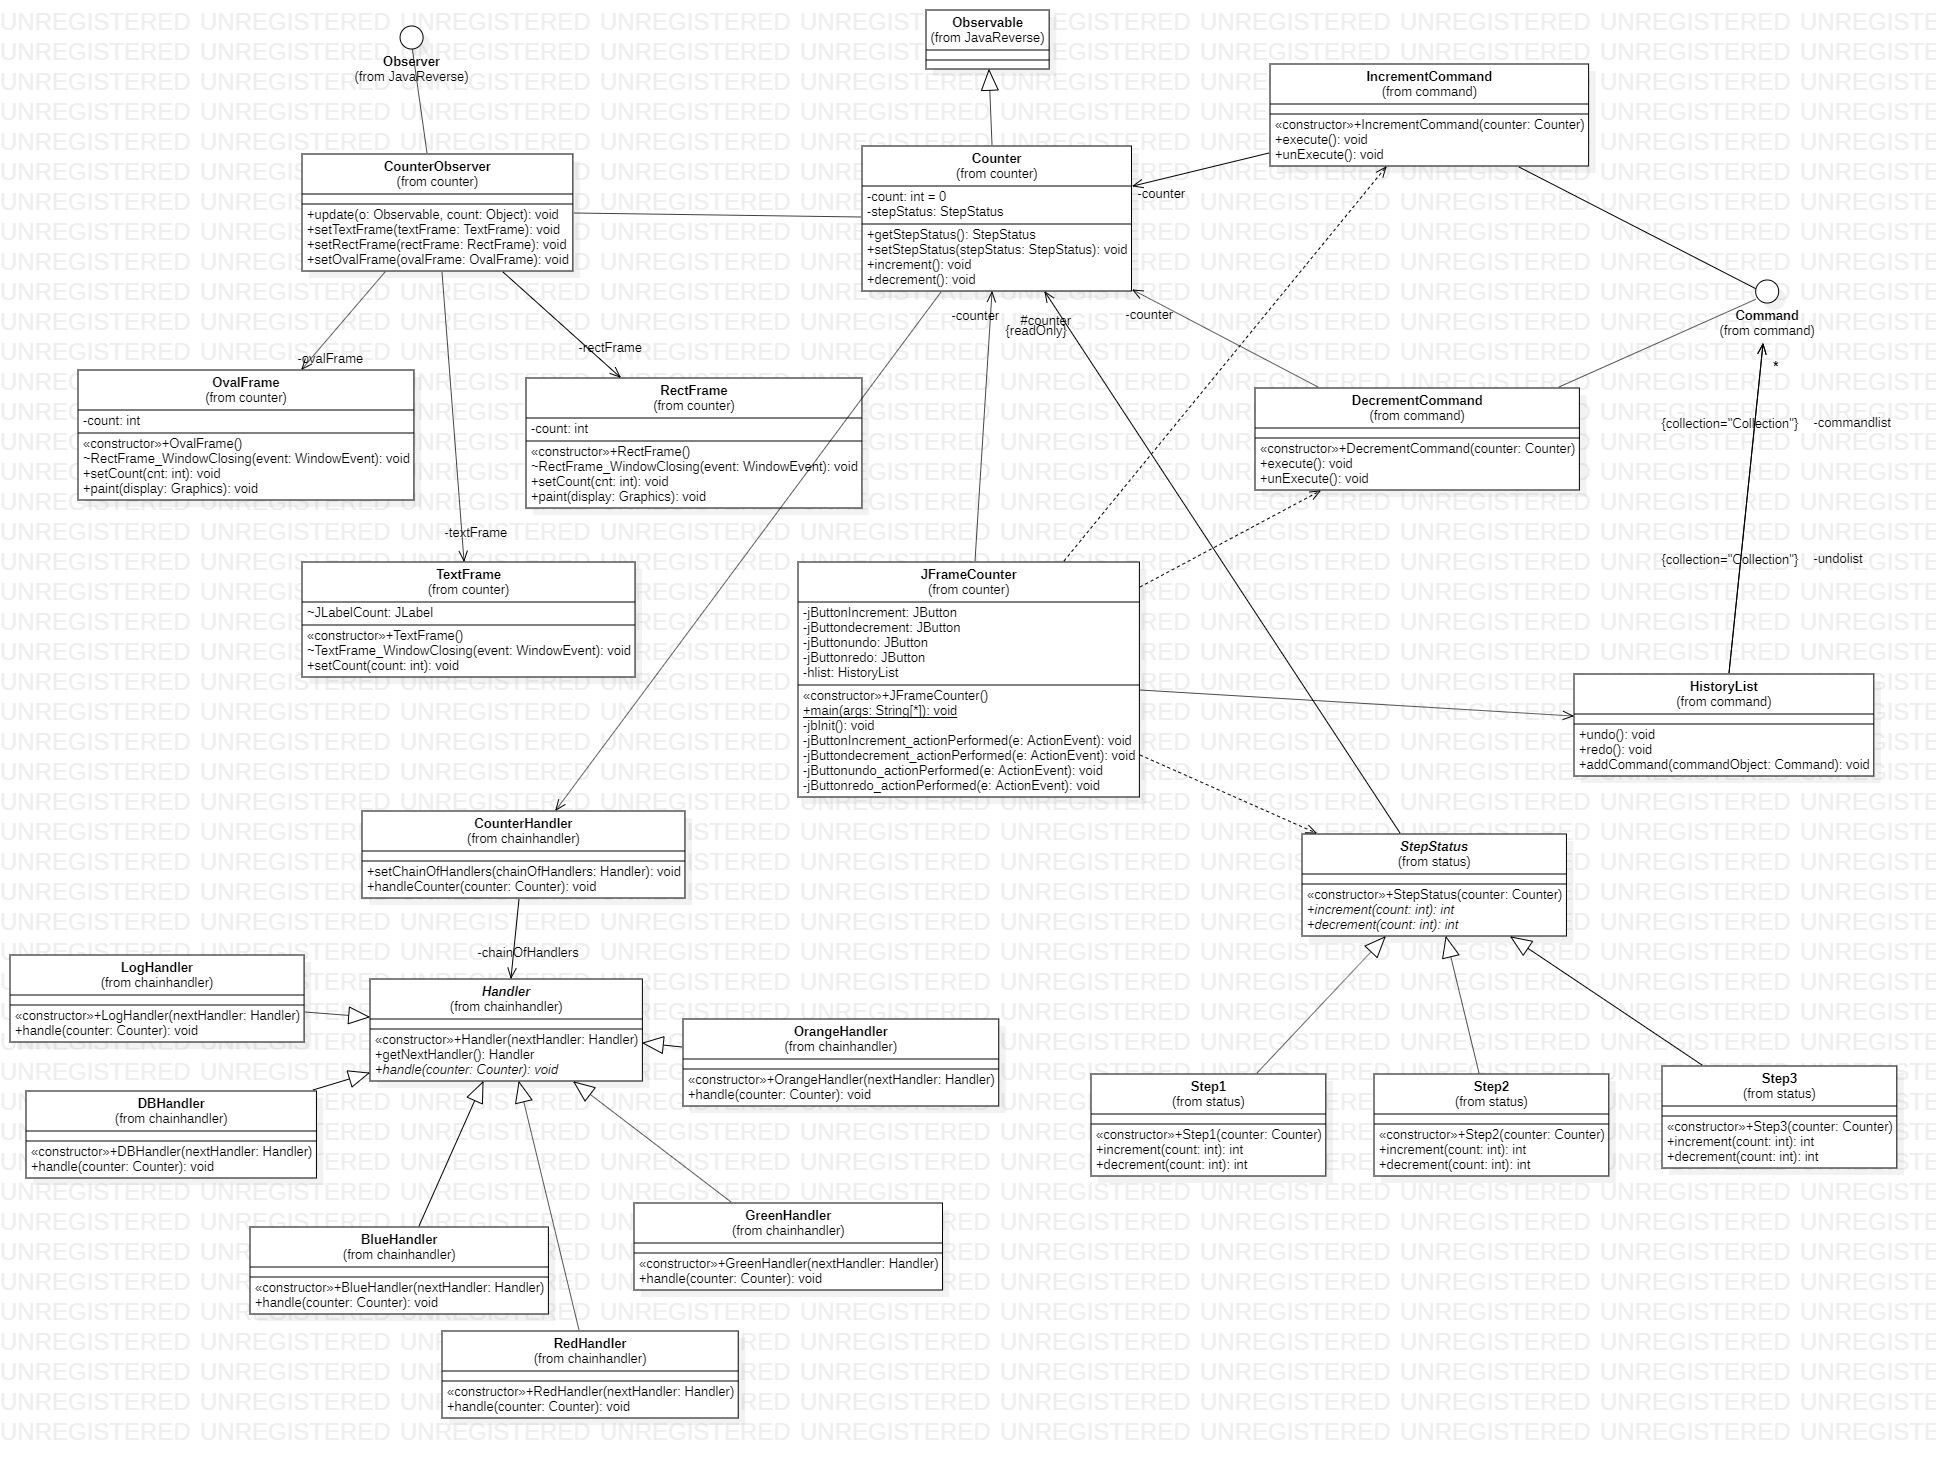 Observer
(from JavaReverse)
Observable
(from JavaReverse)
IncrementCommand
(from command)
«constructor»+IncrementCommand(counter: Counter)
+execute(): void
+unExecute(): void
CounterObserver
(from counter)
+update(o: Observable, count: Object): void
+setTextFrame(textFrame: TextFrame): void
+setRectFrame(rectFrame: RectFrame): void
+setOvalFrame(ovalFrame: OvalFrame): void
Counter
(from counter)
-count: int = 0
-stepStatus: StepStatus
+getStepStatus(): StepStatus
+setStepStatus(stepStatus: StepStatus): void
+increment(): void
+decrement(): void
-counter
Command
(from command)
-counter
#counter
{readOnly}
-counter
-ovalFrame
-rectFrame
*
OvalFrame
(from counter)
-count: int
«constructor»+OvalFrame()
~RectFrame_WindowClosing(event: WindowEvent): void
+setCount(cnt: int): void
+paint(display: Graphics): void
RectFrame
(from counter)
-count: int
«constructor»+RectFrame()
~RectFrame_WindowClosing(event: WindowEvent): void
+setCount(cnt: int): void
+paint(display: Graphics): void
DecrementCommand
(from command)
«constructor»+DecrementCommand(counter: Counter)
+execute(): void
+unExecute(): void
{collection="Collection"} -commandlist
-textFrame
{collection="Collection"} -undolist
TextFrame
(from counter)
~JLabelCount: JLabel
«constructor»+TextFrame()
~TextFrame_WindowClosing(event: WindowEvent): void
+setCount(count: int): void
JFrameCounter
(from counter)
-jButtonIncrement: JButton
-jButtondecrement: JButton
-jButtonundo: JButton
-jButtonredo: JButton
-hlist: HistoryList
«constructor»+JFrameCounter()
+main(args: String[*]): void
-jbInit(): void
-jButtonIncrement_actionPerformed(e: ActionEvent): void
-jButtondecrement_actionPerformed(e: ActionEvent): void
-jButtonundo_actionPerformed(e: ActionEvent): void
-jButtonredo_actionPerformed(e: ActionEvent): void
HistoryList
(from command)
+undo(): void
+redo(): void
+addCommand(commandObject: Command): void
CounterHandler
(from chainhandler)
+setChainOfHandlers(chainOfHandlers: Handler): void
+handleCounter(counter: Counter): void
StepStatus
(from status)
«constructor»+StepStatus(counter: Counter)
+increment(count: int): int
+decrement(count: int): int
-chainOfHandlers
LogHandler
(from chainhandler)
«constructor»+LogHandler(nextHandler: Handler)
+handle(counter: Counter): void
Handler
(from chainhandler)
«constructor»+Handler(nextHandler: Handler)
+getNextHandler(): Handler
+handle(counter: Counter): void
OrangeHandler
(from chainhandler)
«constructor»+OrangeHandler(nextHandler: Handler)
+handle(counter: Counter): void
DBHandler
(from chainhandler)
«constructor»+DBHandler(nextHandler: Handler)
+handle(counter: Counter): void
Step1
(from status)
«constructor»+Step1(counter: Counter)
+increment(count: int): int
+decrement(count: int): int
Step2
(from status)
«constructor»+Step2(counter: Counter)
+increment(count: int): int
+decrement(count: int): int
Step3
(from status)
«constructor»+Step3(counter: Counter)
+increment(count: int): int
+decrement(count: int): int
BlueHandler
(from chainhandler)
«constructor»+BlueHandler(nextHandler: Handler)
+handle(counter: Counter): void
GreenHandler
(from chainhandler)
«constructor»+GreenHandler(nextHandler: Handler)
+handle(counter: Counter): void
RedHandler
(from chainhandler)
«constructor»+RedHandler(nextHandler: Handler)
+handle(counter: Counter): void
UNREGISTERED